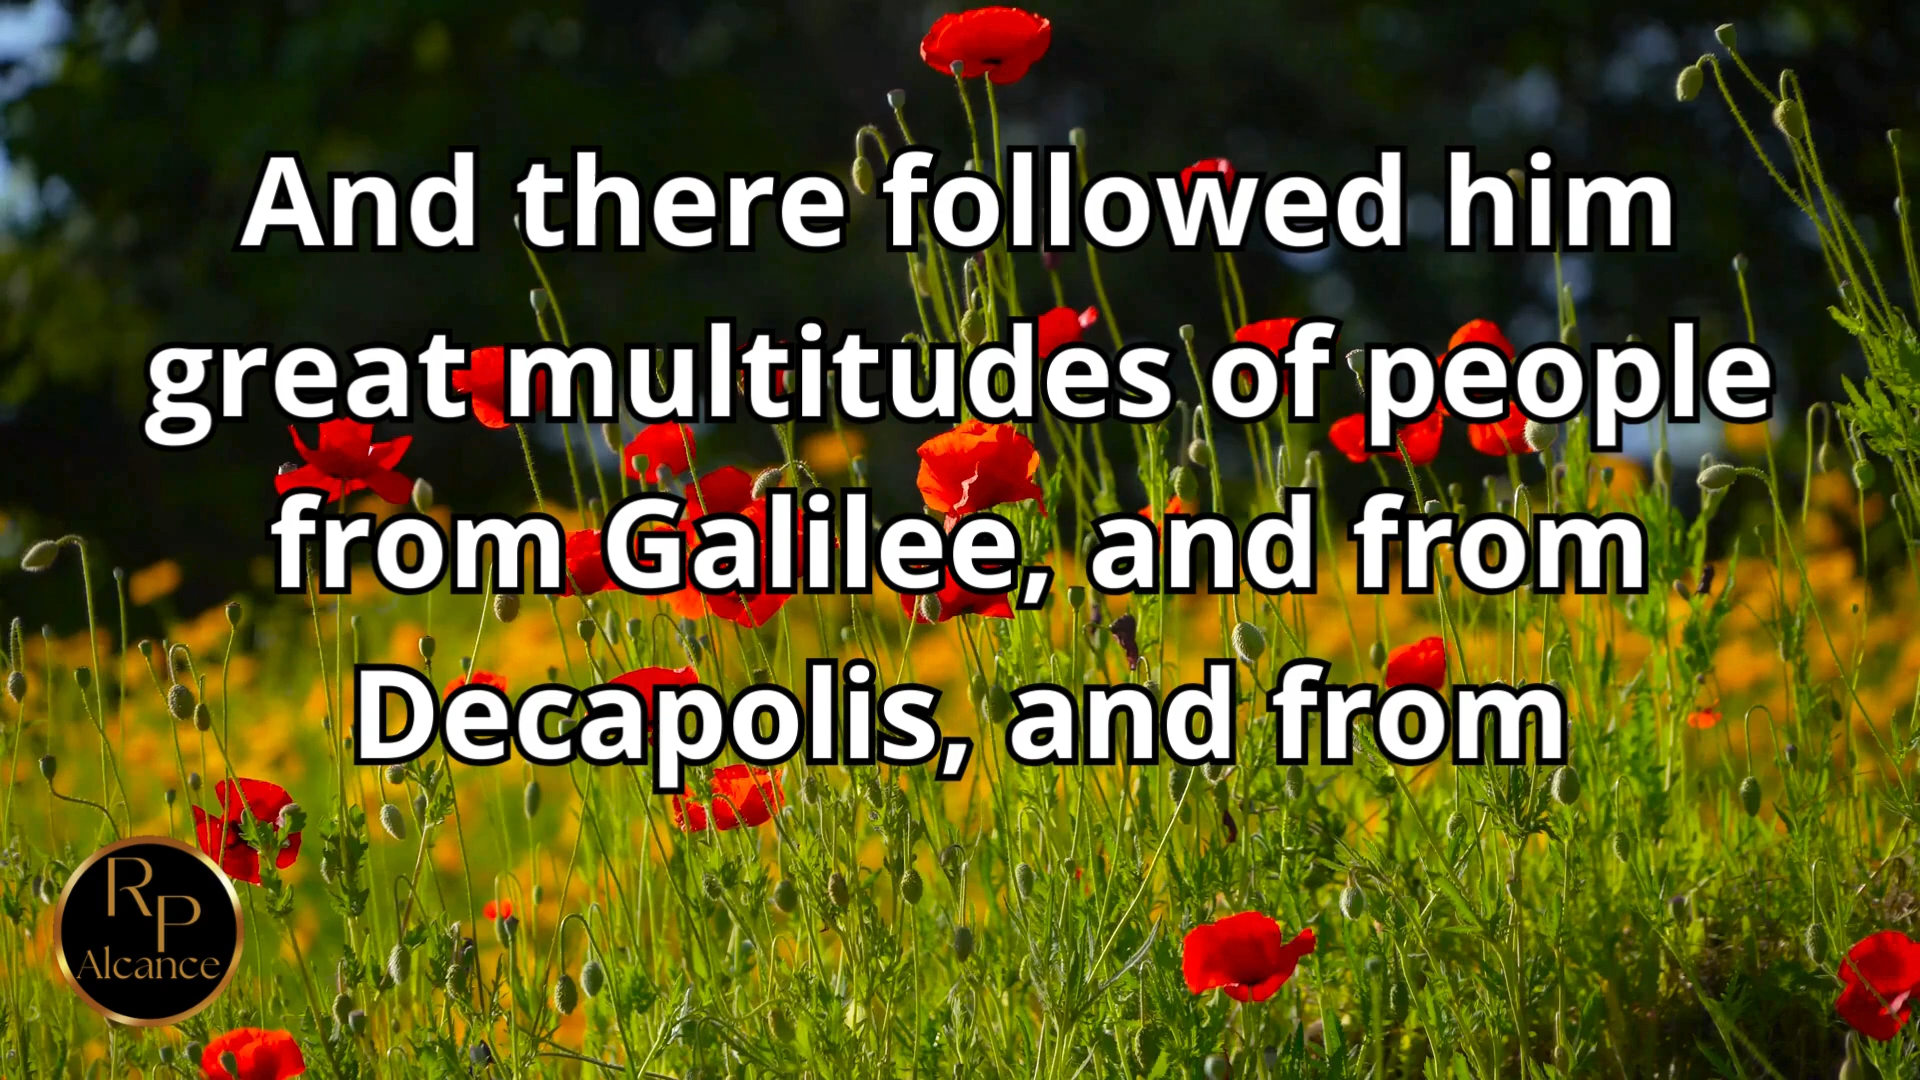 And there followed him
great multitudes of people
from Galilee, and from
Decapolis, and from
RP
Alcance